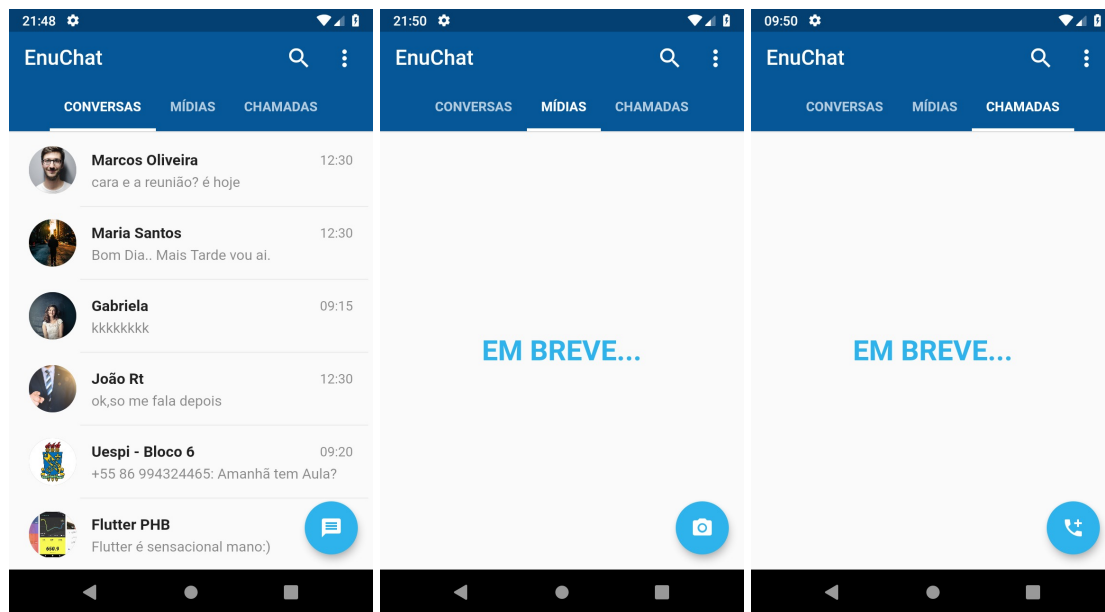 21:48
EnuChat
CONVERSAS MÍDIAS CHAMADAS
Marcos Oliveira 12:30
cara e a reunião? é hoje
Maria Santos 12:30
Bom Dia.. Mais Tarde vou ai.
Gabriela 09:15
kkkkkkkk
João Rt 12:30
ok,so me fala depois
Uespi - Bloco 6 09:20
+55 86 994324465: Amanhã tem Aula?
Flutter PHB
Flutter é sensacional mano:)
21:50
EnuChat
CONVERSAS MÍDIAS CHAMADAS
EM BREVE...
09:50
EnuChat
CONVERSAS MÍDIAS CHAMADAS
EM BREVE...